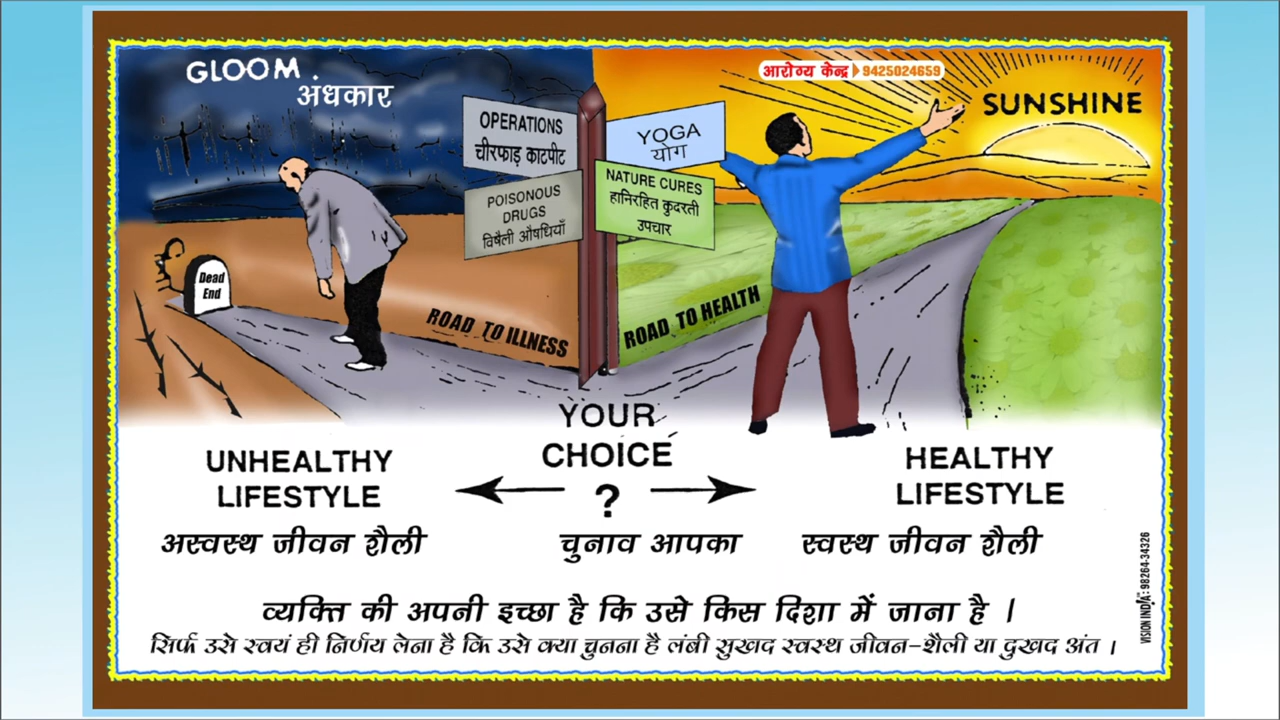 GLOOM.
अंधकार
आरोग्य केन्द्र 9425024659
SUNSHINE
OPERATIONS
चीरफाड़ काटपीट
POISONOUS
DRUGS
विषैली औषधियाँ
YOGA
योग
NATURE CURES
हानिरहित कुदरती
उपचार
Dead
End
ROAD TO ILLNESS
ROAD TO HEALTH
YOUR
CHOICE
?
UNHEALTHY
LIFESTYLE
HEALTHY
LIFESTYLE
अस्वस्थ जीवन शैली
चुनाव आपका
स्वस्थ जीवन शैली
व्यक्ति की अपनी इच्छा है कि उसे किस दिशा में जाना है |
सिर्फ उसे स्वयं ही निर्णय लेना है कि उसे क्या चुनना है लंबी सुखद स्वस्थ जीवन-शैली या दुखद अंत |
VISION INDIA: 98264-34326